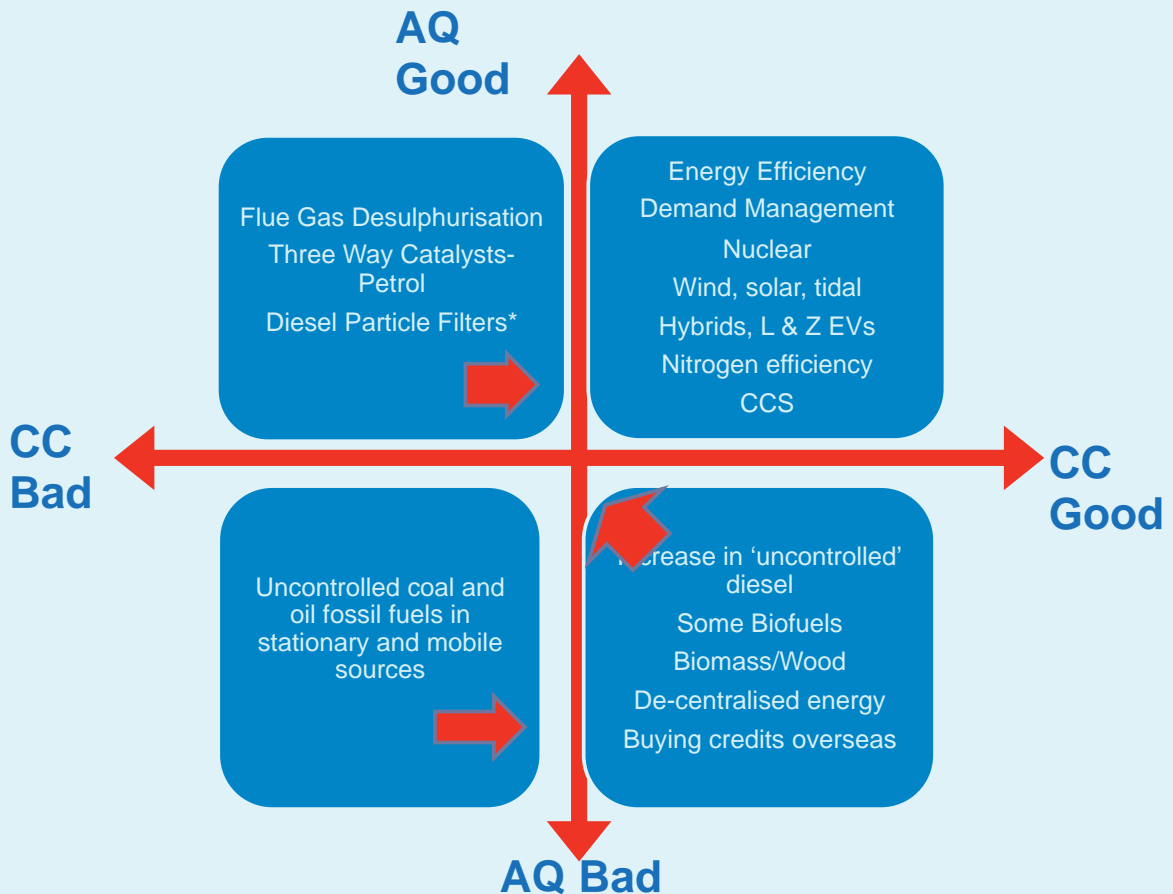 AQ
Good
Flue Gas Desulphurisation
Three Way Catalysts-
Petrol
Diesel Particle Filters*
Energy Efficiency
Demand Management
Nuclear
Wind, solar, tidal
Hybrids, L & Z EVs
Nitrogen efficiency
CCS
CC
Bad
CC
Good
Uncontrolled coal and
oil fossil fuels in
stationary and mobile
sources
Increase in ‘uncontrolled’
diesel
Some Biofuels
Biomass/Wood
De-centralised energy
Buying credits overseas
AQ Bad